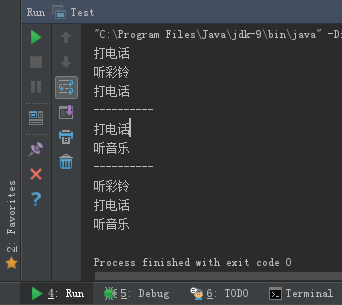 Run Test
"C:\Program Files\Java\jdk-9\bin\java" -D
打电话
听彩铃
打电话
----------
打电话
听音乐
----------
听彩铃
打电话
听音乐
Process finished with exit code 0
2: Favorites
4: Run 5: Debug 6: TODO Terminal